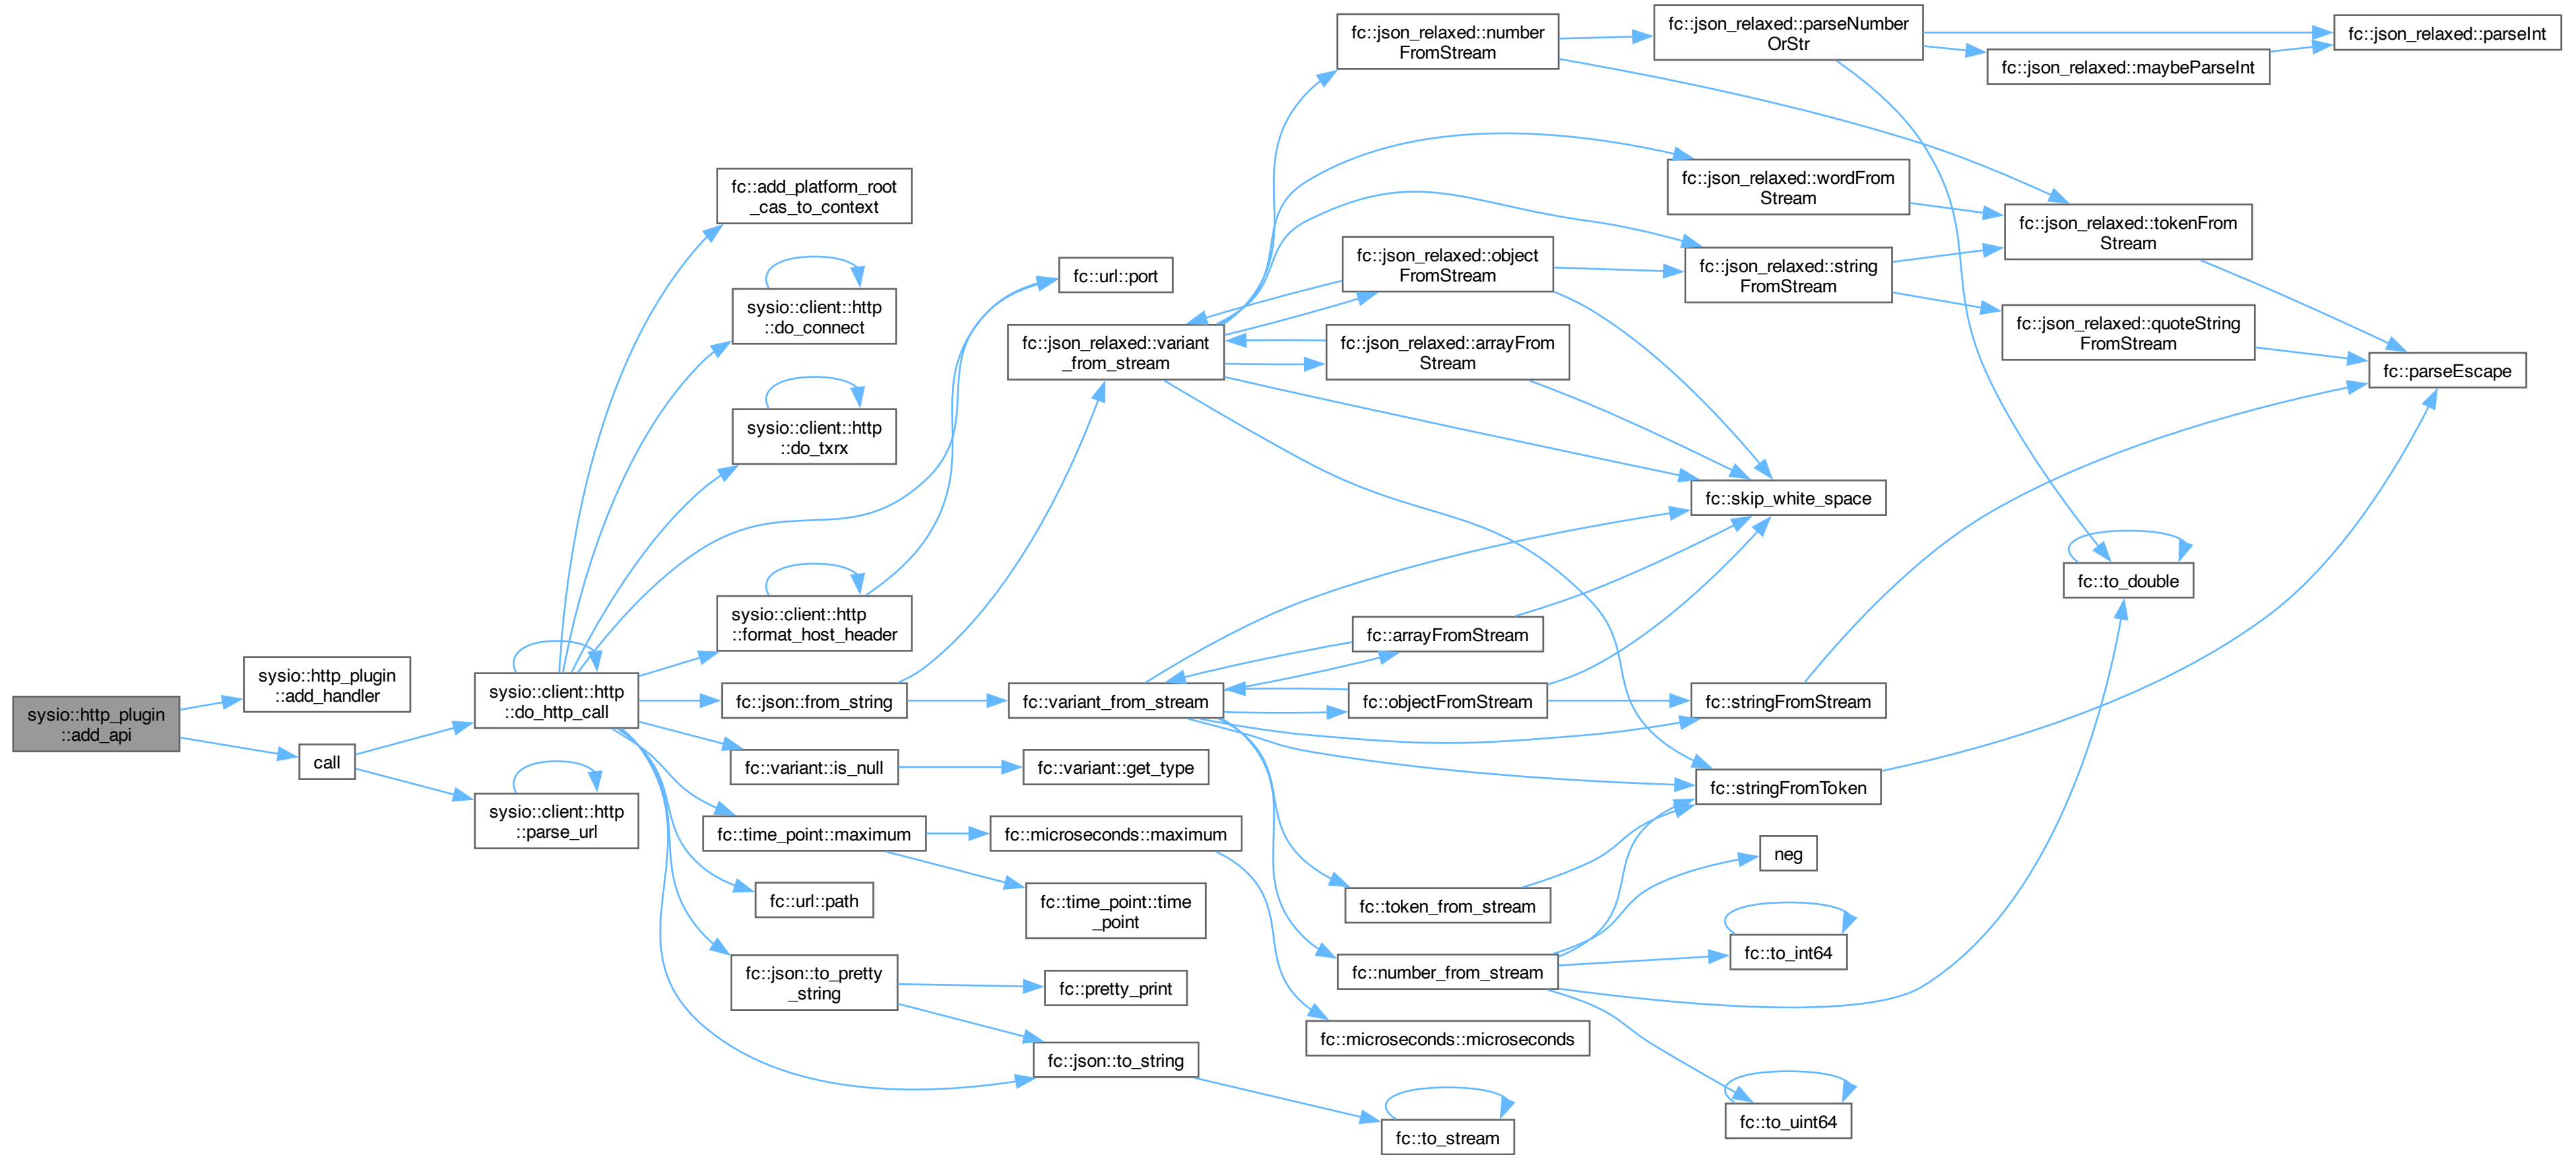 sysio::http_plugin
::add_api
sysio::http_plugin
::add_handler
call
sysio::client::http
::do_http_call
sysio::client::http
::parse_url
fc::add_platform_root
_cas_to_context
sysio::client::http
::do_connect
sysio::client::http
::do_txrx
sysio::client::http
::format_host_header
fc::json::from_string
fc::variant::is_null
fc::time_point::maximum
fc::url::path
fc::json::to_pretty
_string
fc::url::port
fc::json_relaxed::variant
_from_stream
fc::variant_from_stream
fc::variant::get_type
fc::microseconds::maximum
fc::time_point::time
_point
fc::pretty_print
fc::json::to_string
fc::json_relaxed::number
FromStream
fc::json_relaxed::object
FromStream
fc::json_relaxed::arrayFrom
Stream
fc::arrayFromStream
fc::objectFromStream
fc::token_from_stream
fc::number_from_stream
fc::microseconds::microseconds
fc::to_stream
fc::json_relaxed::parseNumber
OrStr
fc::json_relaxed::wordFrom
Stream
fc::json_relaxed::string
FromStream
fc::skip_white_space
fc::stringFromStream
fc::stringFromToken
neg
fc::to_int64
fc::to_uint64
fc::json_relaxed::maybeParseInt
fc::json_relaxed::tokenFrom
Stream
fc::json_relaxed::quoteString
FromStream
fc::to_double
fc::json_relaxed::parseInt
fc::parseEscape